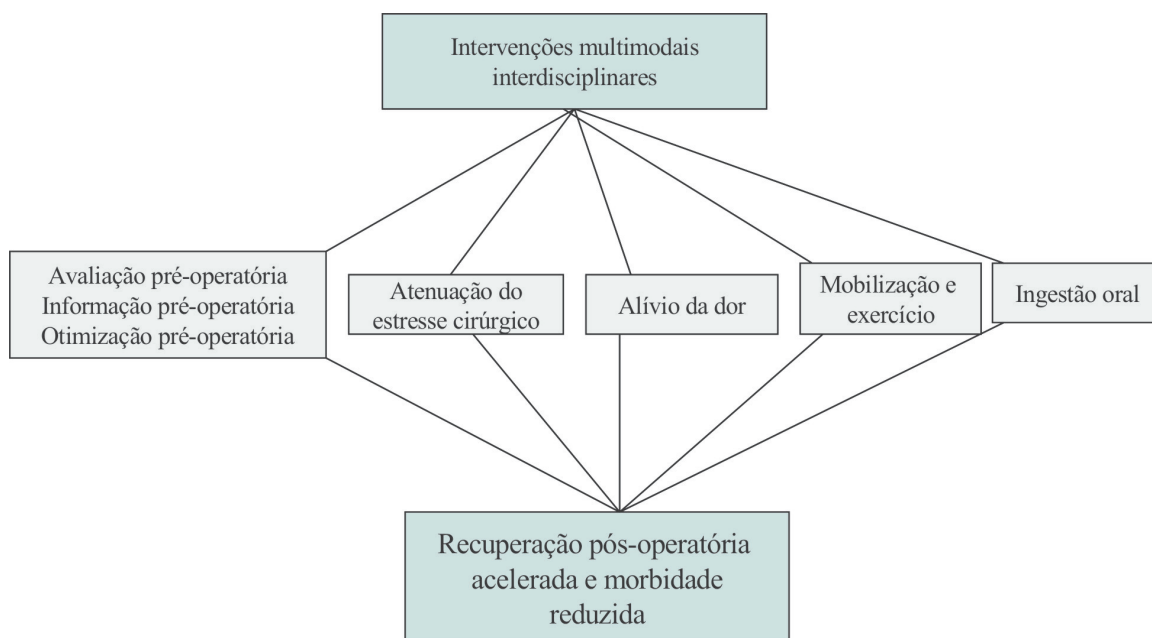 Intervenções multimodais
interdisciplinares
Avaliação pré-operatória
Informação pré-operatória
Otimização pré-operatória
Atenuação do
estresse cirúrgico
Alívio da dor
Mobilização e
exercício
Ingestão oral
Recuperação pós-operatória
acelerada e morbidade
reduzida